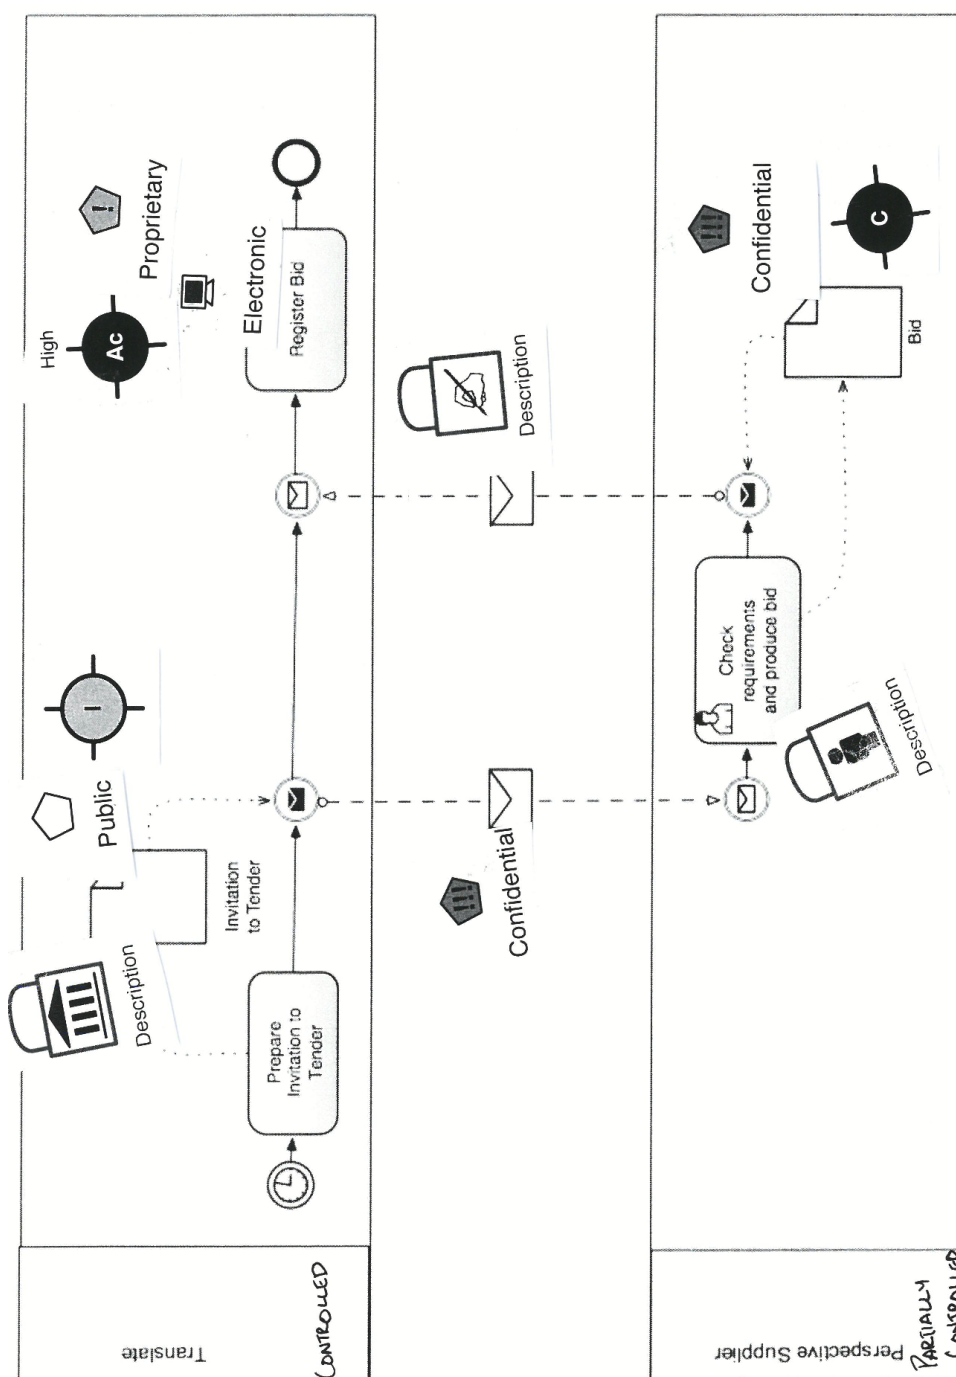 Translate
CONTROLLED
Description
Public
I
Invitation
to Tender
Prepare
Invitation to
Tender
High
Ac
!
Proprietary
Electronic
Register Bid
!!!
Confidential
Description
Perspective Supplier
PARTIALLY
CONTROLLED
Check
requirements
and produce bid
Description
!!!
Confidential
C
Bid